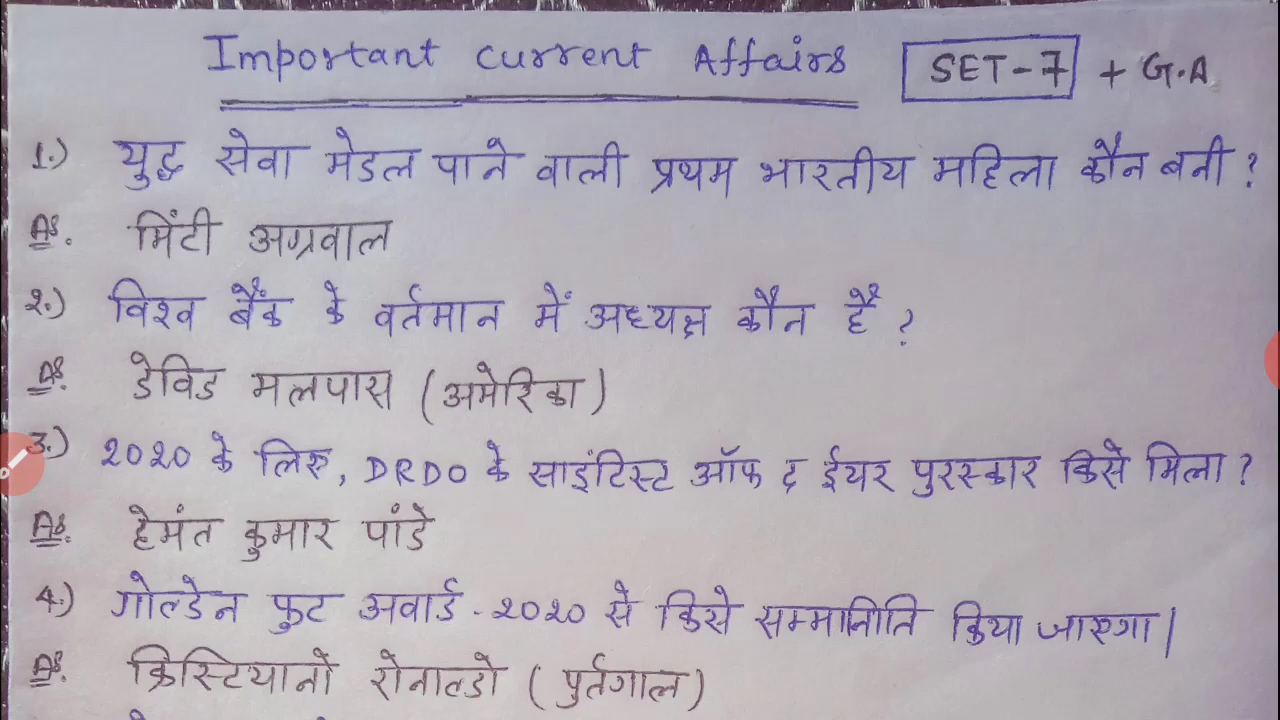 Important Current Affairs SET-7 + G.A
1.) युद्ध सेवा मेडल पाने वाली प्रथम भारतीय महिला कौन बनी ?
As. मिंटी अग्रवाल
2.) विश्व बैंक के वर्तमान में अध्यक्ष कौन है ?
As. डेविड मलपास (अमेरिका)
3.) 2020 के लिए, DRDO के साइंटिस्ट ऑफ द ईयर पुरस्कार किसे मिला ?
As. हेमंत कुमार पांडे
4.) गोल्डेन फुट अवार्ड - 2020 से किसे सम्मानिति किया जाएगा।
As. क्रिस्टियानो रोनाल्डो (पुर्तगाल)